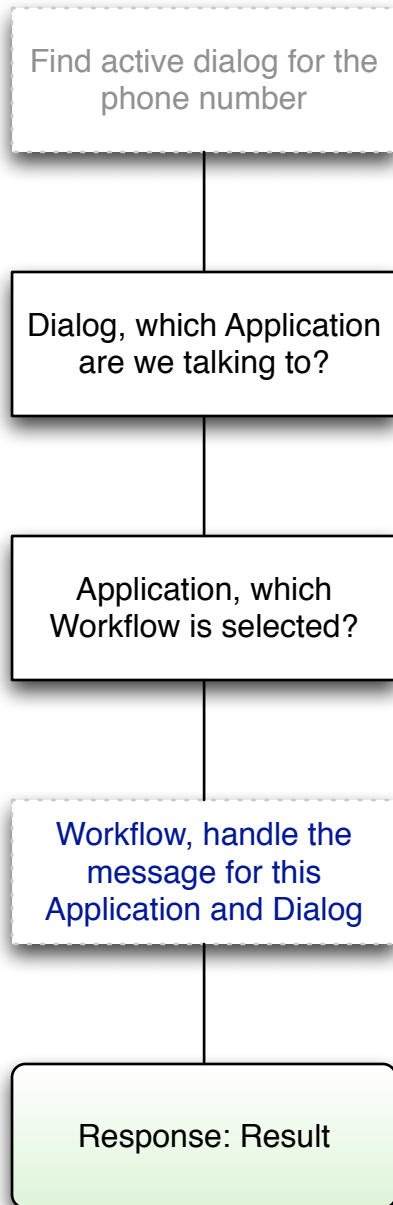 Find active dialog for the
phone number
Dialog, which Application
are we talking to?
Application, which
Workflow is selected?
Workflow, handle the
message for this
Application and Dialog
Response: Result